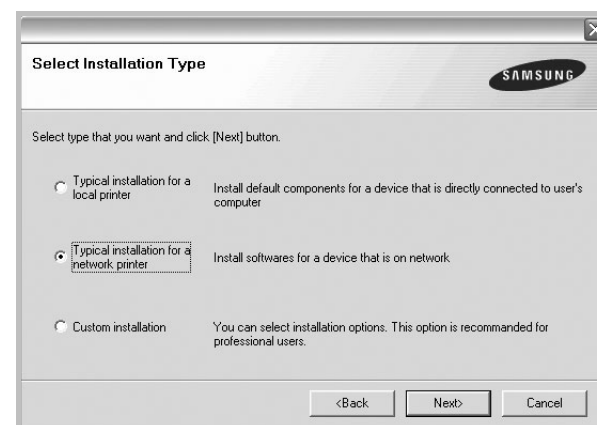 Select Installation Type
SAMSUNG
Select type that you want and click [Next] button.
Typical installation for a
local printer
Install default components for a device that is directly connected to user's
computer
Typical installation for a
network printer
Install softwares for a device that is on network
Custom installation
You can select installation options. This option is recommanded for
professional users.
<Back
Next>
Cancel